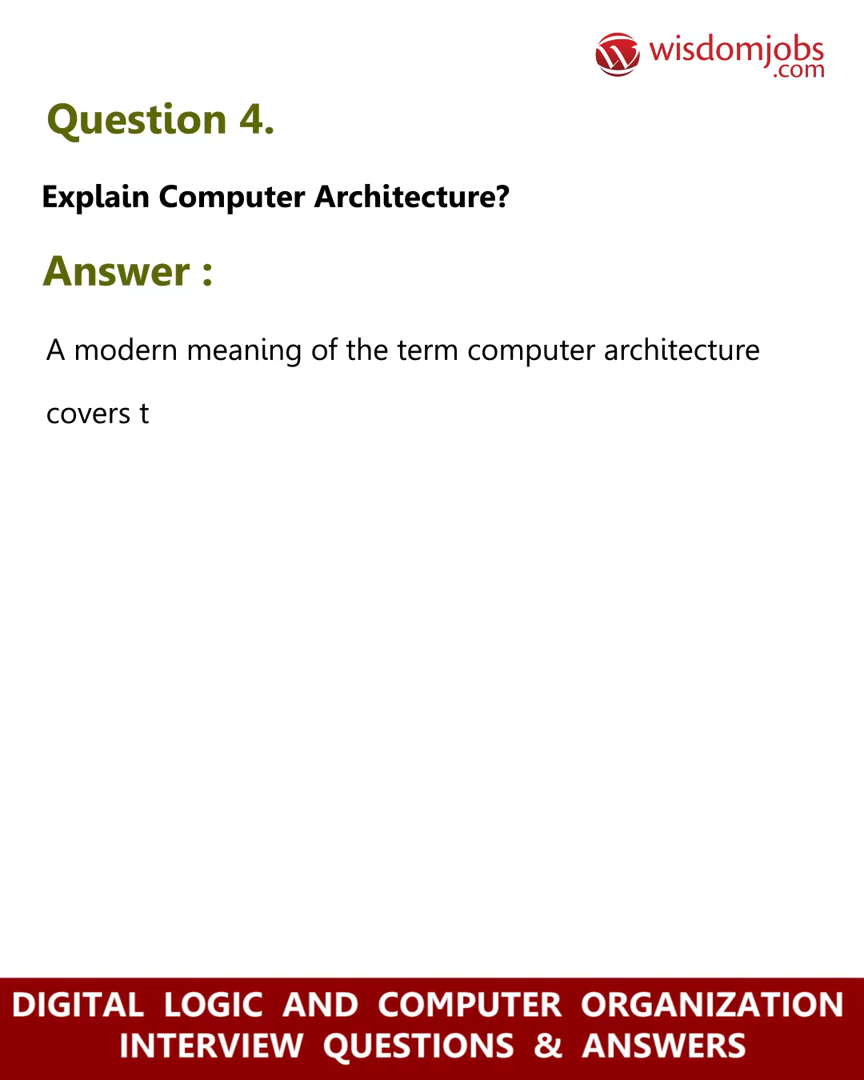 wisdomjobs
.com
Question 4.
Explain Computer Architecture?
Answer :
A modern meaning of the term computer architecture
covers t
DIGITAL LOGIC AND COMPUTER ORGANIZATION
INTERVIEW QUESTIONS & ANSWERS